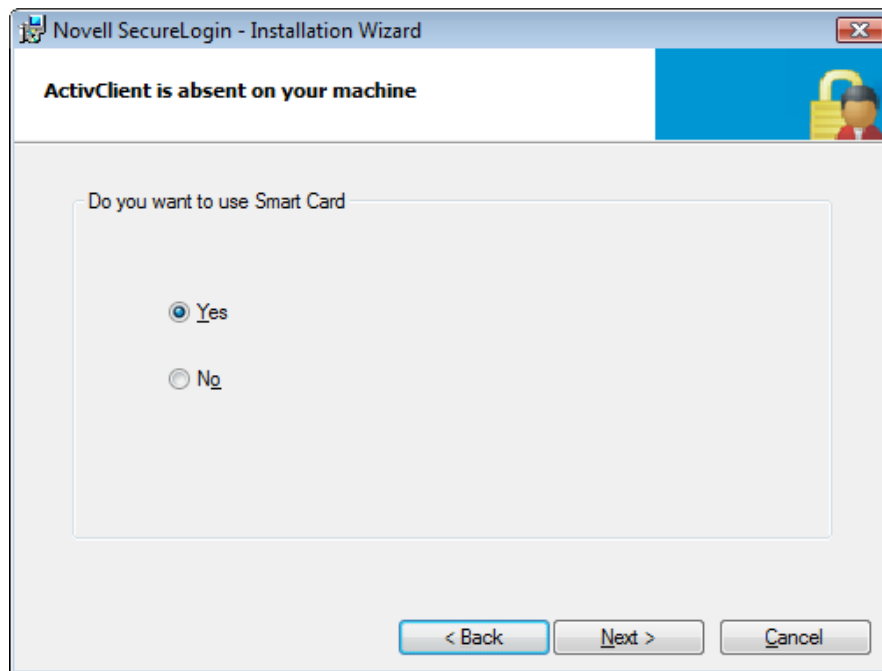 Novell SecureLogin - Installation Wizard
ActivClient is absent on your machine
Do you want to use Smart Card
Yes
No
< Back
Next >
Cancel